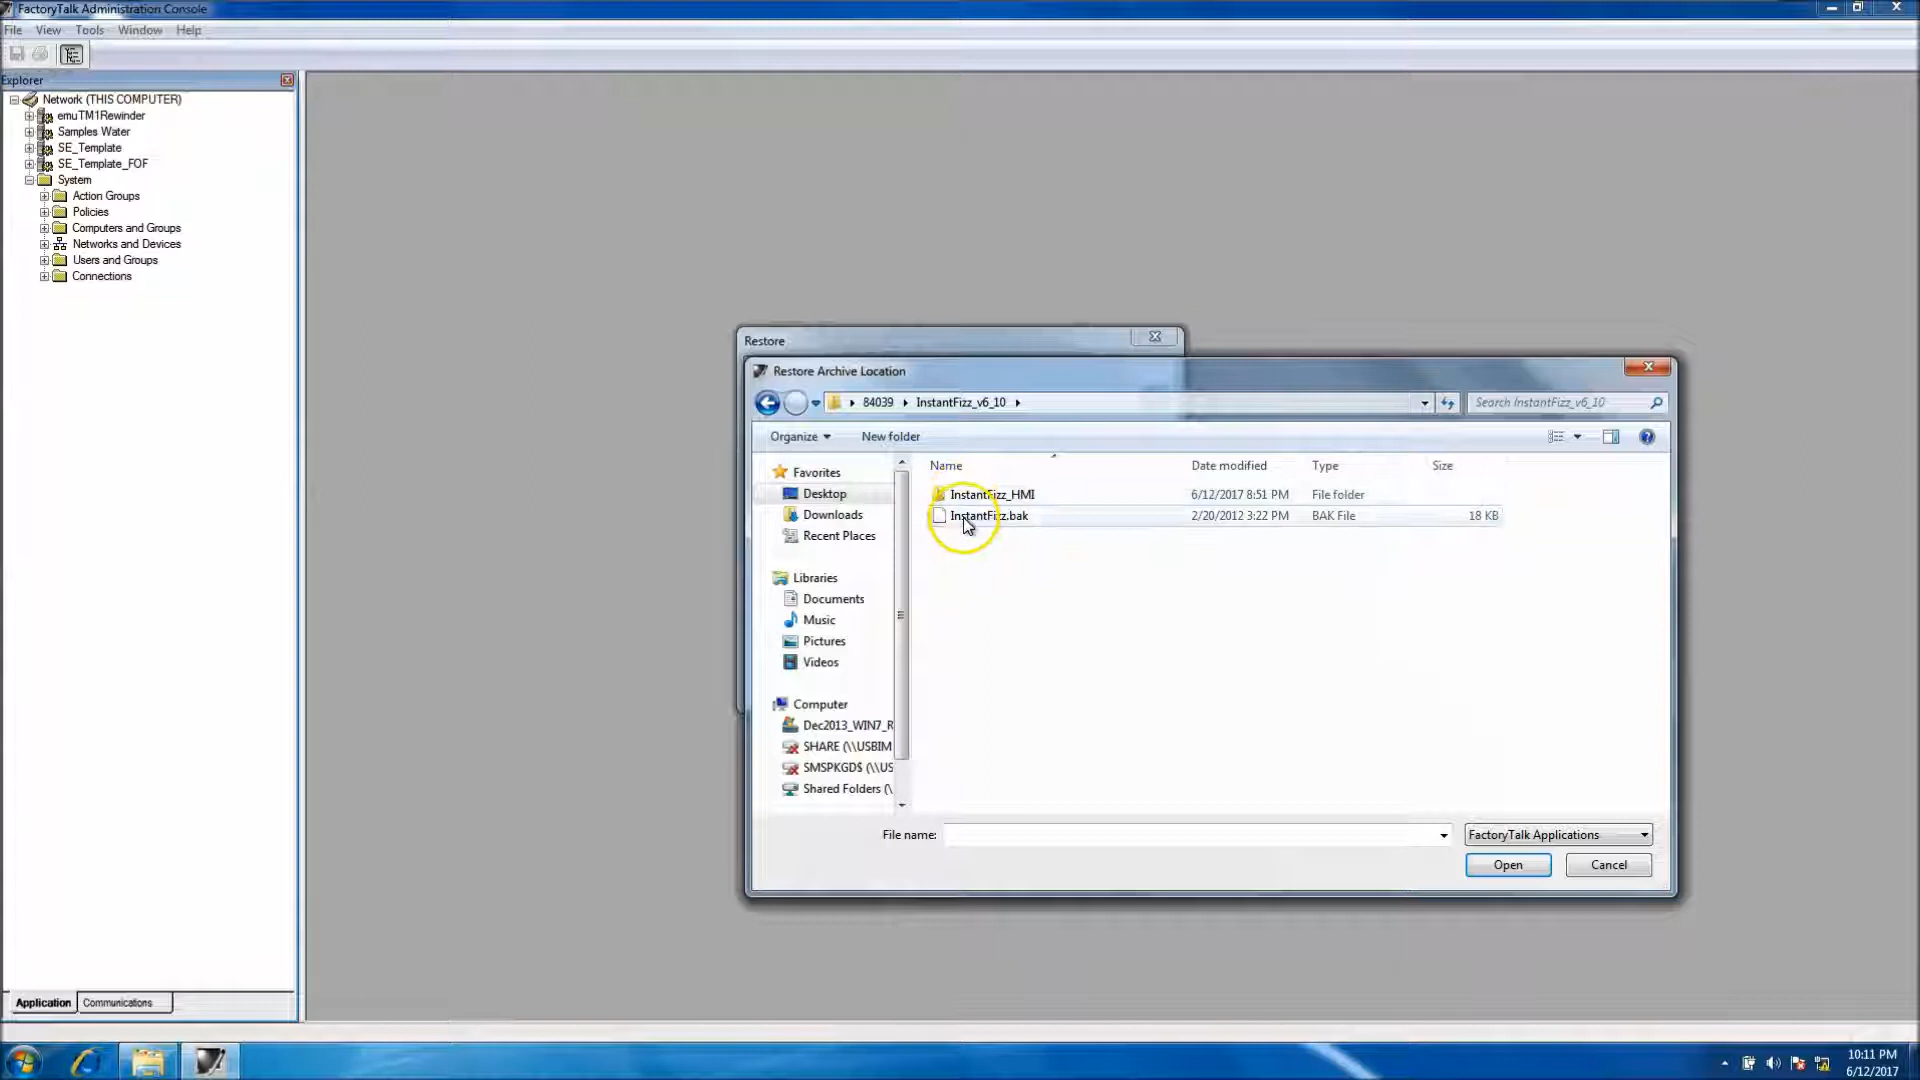 FactoryTalk Administration Console
File View Tools Window Help
Explorer
Network (THIS COMPUTER)
emuTM1Rewinder
Samples Water
SE_Template
SE_Template_FOF
System
Action Groups
Policies
Computers and Groups
Networks and Devices
Users and Groups
Connections
Restore
Restore Archive Location
84039 InstantFizz_v6_10
Search InstantFizz_v6_10
Organize New folder
Name Date modified Type Size
InstantFizz_HMI 6/12/2017 8:51 PM File folder
InstantFizz.bak 2/20/2012 3:22 PM BAK File 18 KB
Favorites
Desktop
Downloads
Recent Places
Libraries
Documents
Music
Pictures
Videos
Computer
Dec2013_WIN7_R
SHARE (\\USBIM
SMSPKGD$ (\\US
Shared Folders (\
File name: FactoryTalk Applications
Open Cancel
Application Communications
10:11 PM
6/12/2017